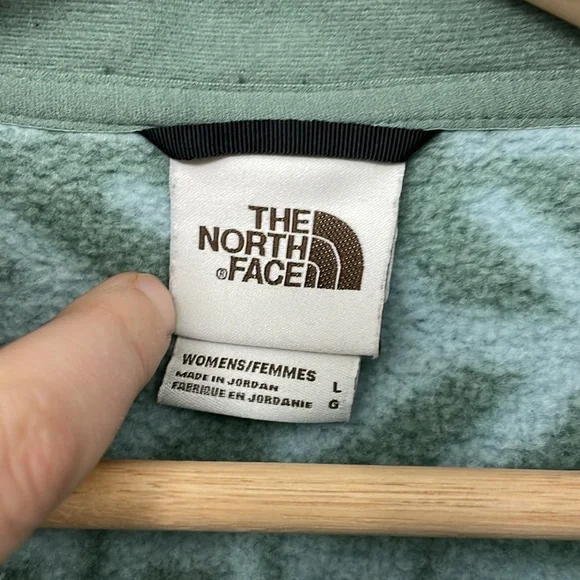 THE
NORTH
® FACE
WOMENS/FEMMES L
MADE IN JORDAN
FABRIQUE EN JORDANIE G